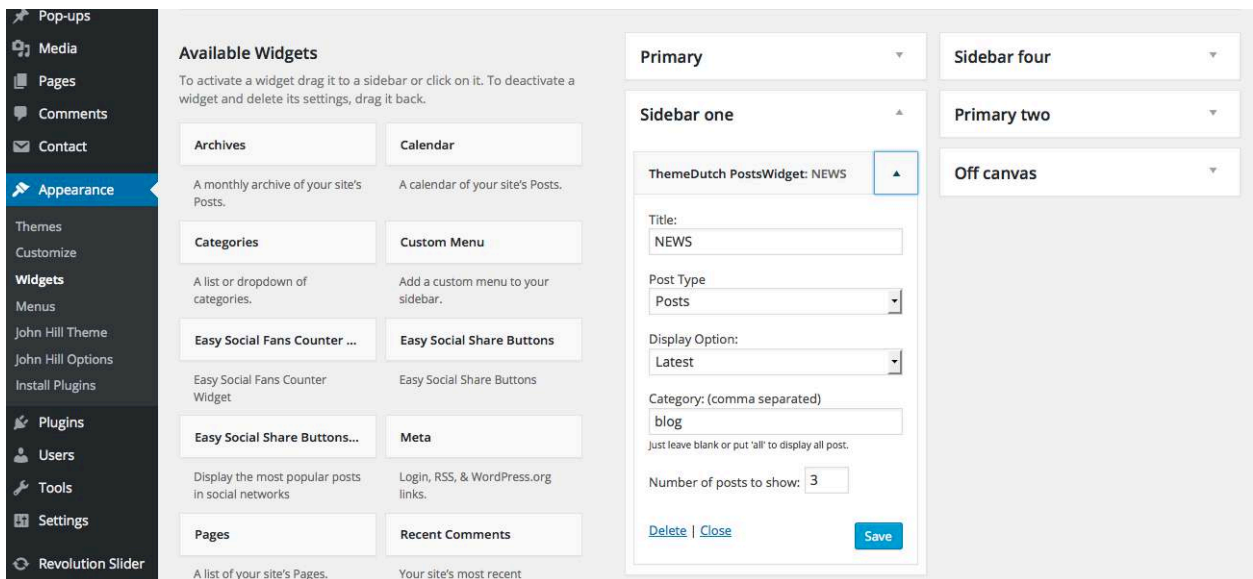 Pop-ups
Media
Pages
Comments
Contact
Appearance
Themes
Customize
Widgets
Menus
John Hill Theme
John Hill Options
Install Plugins
Plugins
Users
Tools
Settings
Revolution Slider
Available Widgets
To activate a widget drag it to a sidebar or click on it. To deactivate a
widget and delete its settings, drag it back.
Archives
A monthly archive of your site's
Posts.
Calendar
A calendar of your site's Posts.
Categories
A list or dropdown of
categories.
Custom Menu
Add a custom menu to your
sidebar.
Easy Social Fans Counter ...
Easy Social Fans Counter
Widget
Easy Social Share Buttons
Easy Social Share Buttons
Easy Social Share Buttons...
Display the most popular posts
in social networks
Meta
Login, RSS, & WordPress.org
links.
Pages
A list of your site's Pages.
Recent Comments
Your site's most recent
Primary
Sidebar one
ThemeDutch PostsWidget: NEWS
Title:
NEWS
Post Type
Posts
Display Option:
Latest
Category: (comma separated)
blog
Just leave blank or put 'all' to display all post.
Number of posts to show: 3
Delete | Close
Save
Sidebar four
Primary two
Off canvas